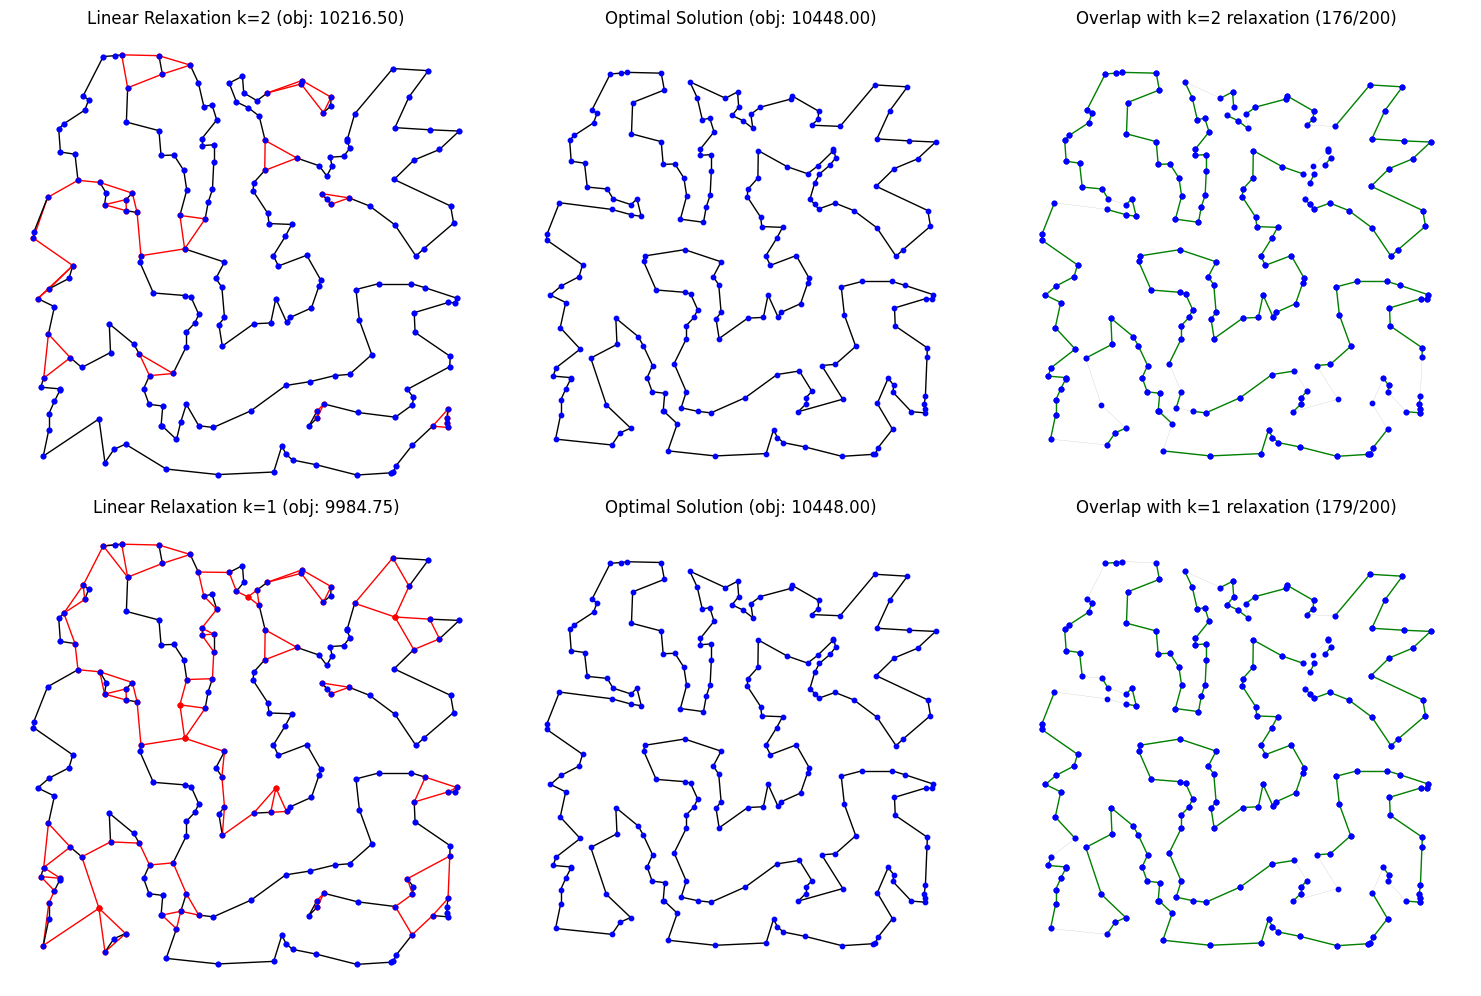 Linear Relaxation k=2 (obj: 10216.50)
Optimal Solution (obj: 10448.00)
Overlap with k=2 relaxation (176/200)
Linear Relaxation k=1 (obj: 9984.75)
Optimal Solution (obj: 10448.00)
Overlap with k=1 relaxation (179/200)